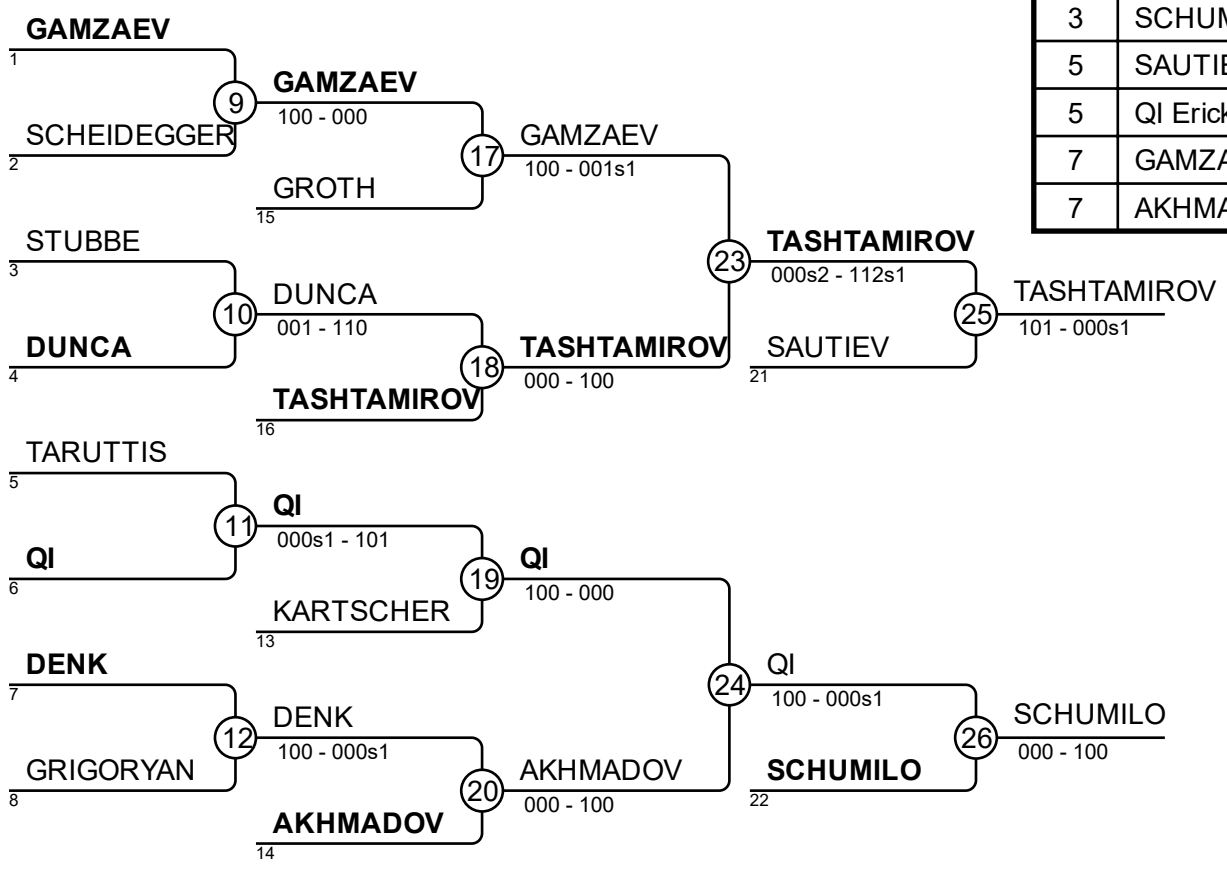 GAMZAEV
1
SCHEIDEGGER
2
STUBBE
3
DUNCA
4
TARUTTIS
5
QI
6
DENK
7
GRIGORYAN
8
9
10
11
12
GAMZAEV
100 - 000
GROTH
15
DUNCA
001 - 110
TASHTAMIROV
16
QI
000s1 - 101
KARTSCHER
13
DENK
100 - 000s1
AKHMADOV
14
17
18
19
20
GAMZAEV
100 - 001s1
TASHTAMIROV
000 - 100
QI
100 - 000
AKHMADOV
000 - 100
23
24
TASHTAMIROV
000s2 - 112s1
SAUTIEV
21
QI
100 - 000s1
SCHUMILO
22
25
26
TASHTAMIROV
101 - 000s1
SCHUMILO
000 - 100
3 SCHUM
5 SAUTIE
5 QI Erick
7 GAMZA
7 AKHMA